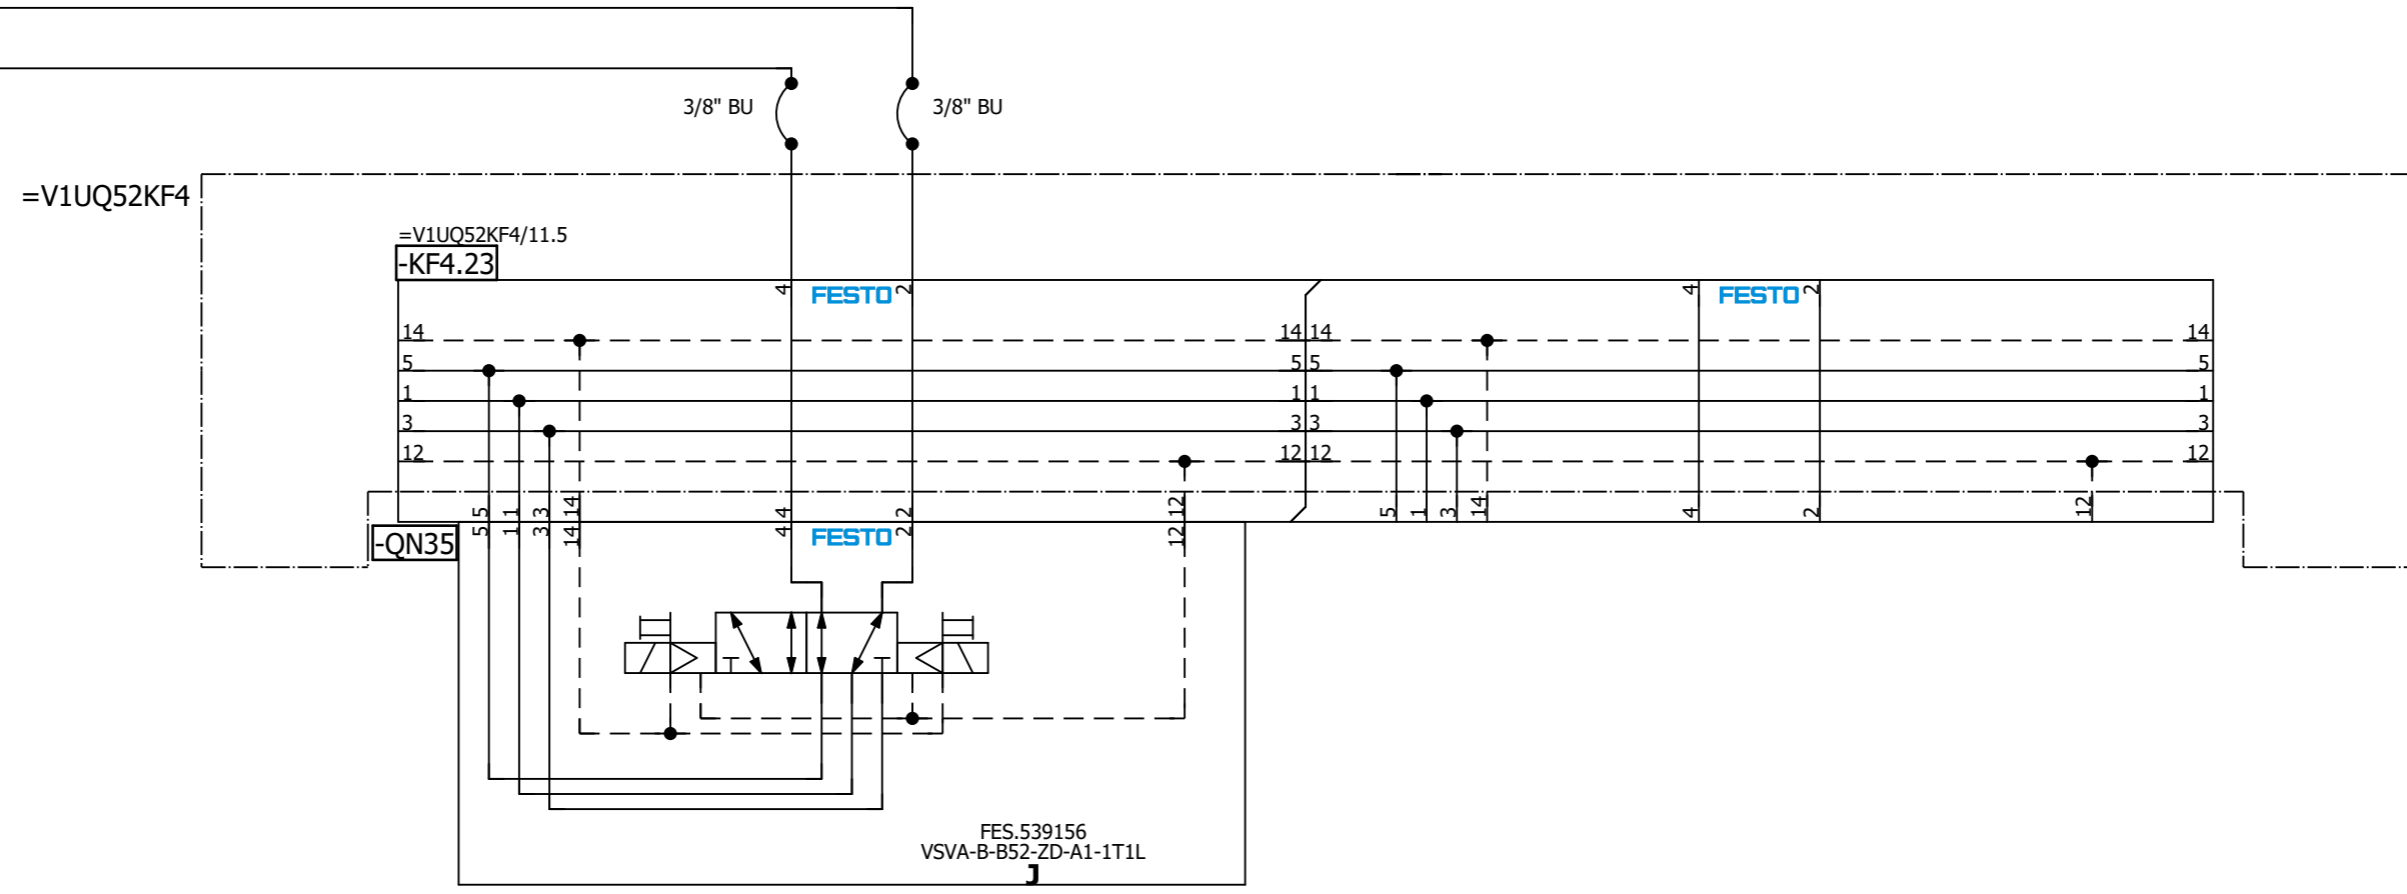 3/8" BU
3/8" BU
=V1UQ52KF4
=V1UQ52KF4/11.5
-KF4.23
4 FESTO 2
4 FESTO 2
14 14 14 14
5 5 5 5
1 1 1 1
3 3 3 3
12 12 12 12
5 1 3 14 4 2 12
5 1 3 14 4 2 12
-QN35
5 1 3 14 4 FESTO 2 12
FES.539156
VSVA-B-B52-ZD-A1-1T1L
J